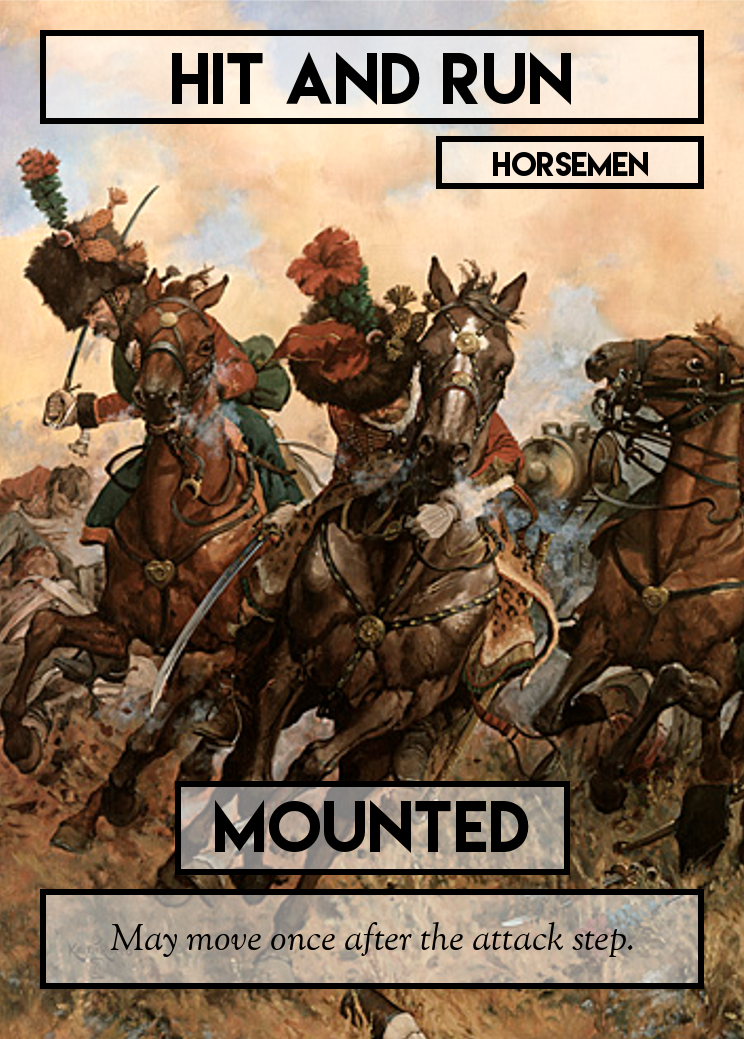 HIT AND RUN
HORSEMEN
MOUNTED
May move once after the attack step.